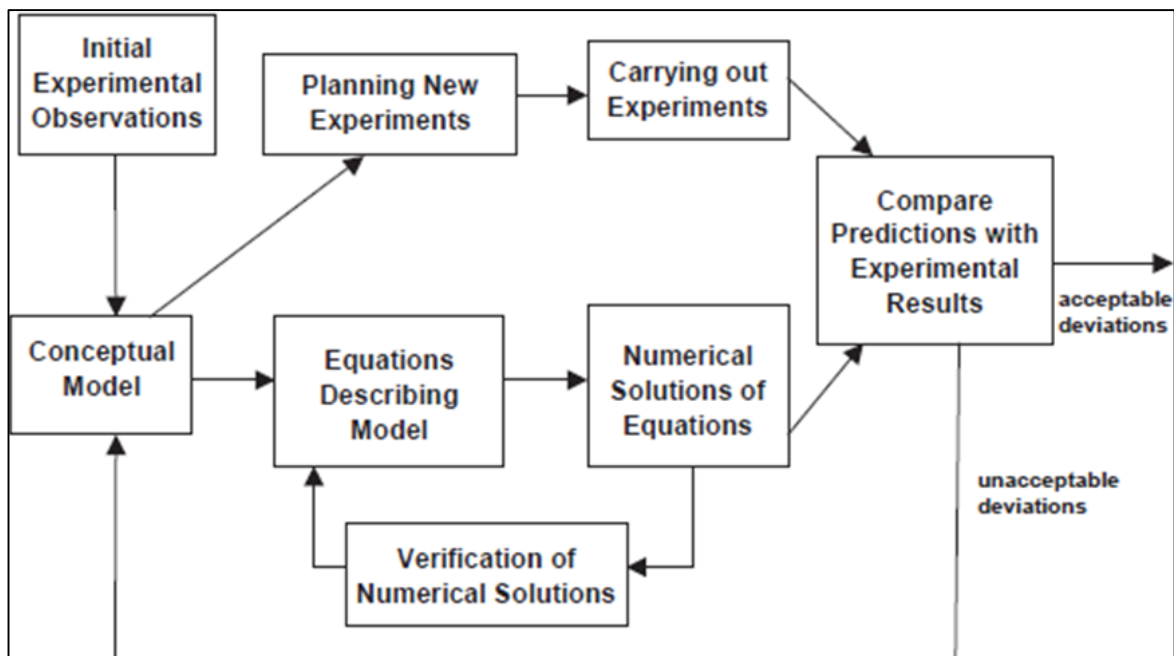 Initial
Experimental
Observations
Planning New
Experiments
Carrying out
Experiments
Compare
Predictions with
Experimental
Results
acceptable
deviations
Conceptual
Model
Equations
Describing
Model
Numerical
Solutions of
Equations
unacceptable
deviations
Verification of
Numerical Solutions